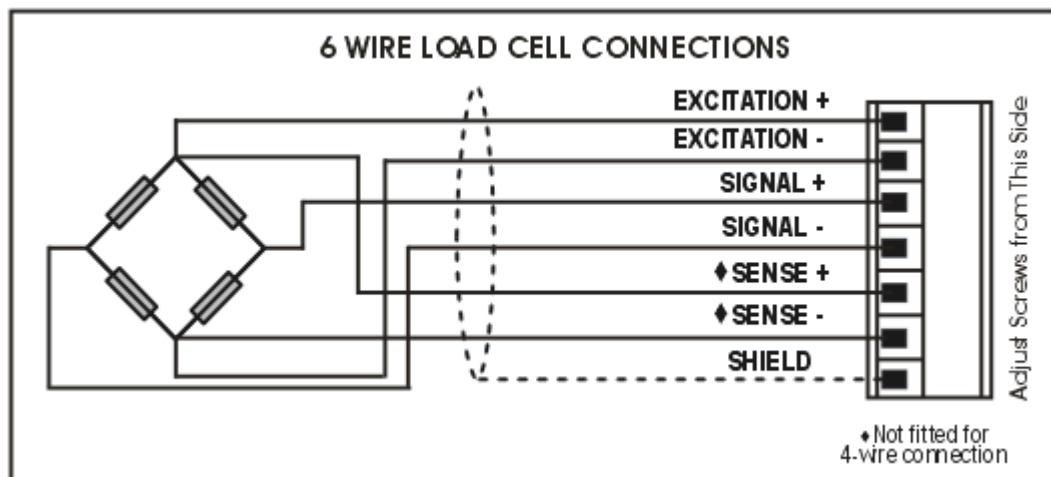 6 WIRE LOAD CELL CONNECTIONS
EXCITATION +
EXCITATION -
SIGNAL +
SIGNAL -
♦SENSE +
♦SENSE -
SHIELD
Adjust Screws from This Side
♦Not fitted for
4-wire connection